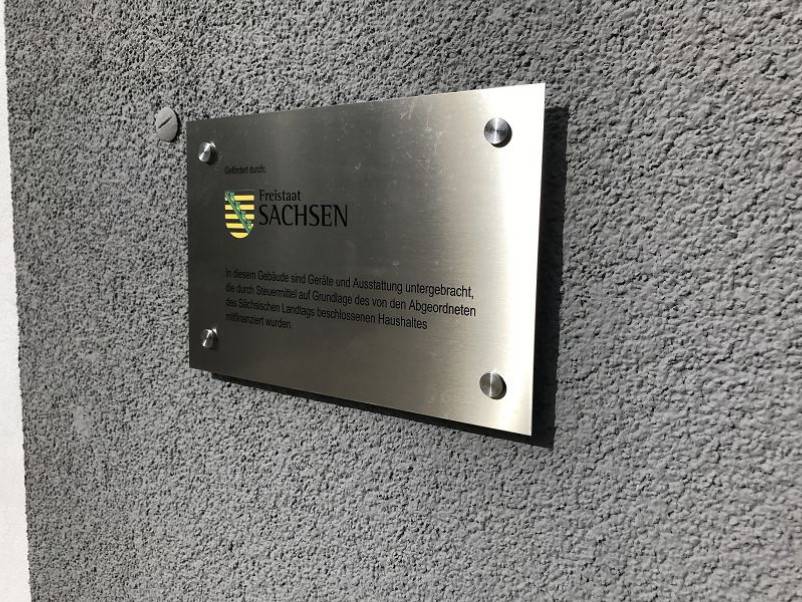 Gefördert durch:
Freistaat
SACHSEN
In diesem Gebäude sind Geräte und Ausstattung untergebracht,
die durch Steuermittel auf Grundlage des von den Abgeordneten
des Sächsischen Landtags beschlossenen Haushaltes
mitfinanziert wurden.